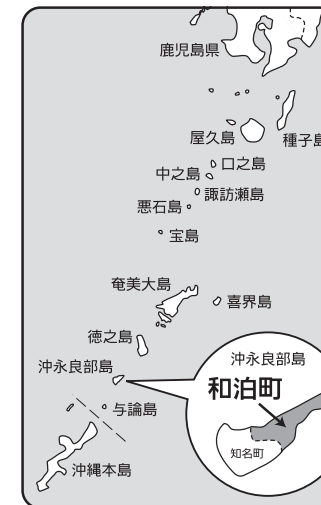 鹿児島県
屋久島
種子島
口之島
中之島
諏訪瀬島
悪石島
宝島
奄美大島
喜界島
徳之島
沖永良部島
沖永良部島
和泊町
与論島
知名町
沖縄本島